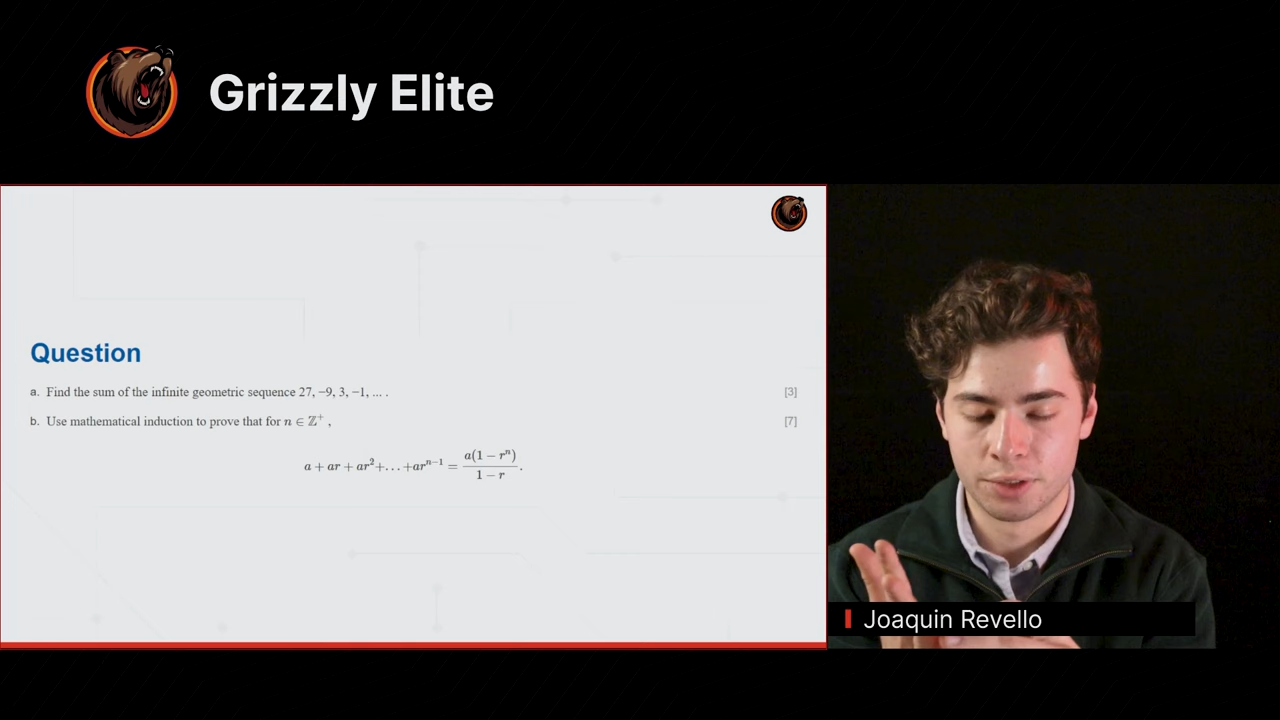 Grizzly Elite
Question
a. Find the sum of the infinite geometric sequence 27, −9, 3, −1, ... . [3]
b. Use mathematical induction to prove that for n ∈ ℤ⁺ , [7]
a + ar + ar²+. . . +arⁿ⁻¹ = a(1 − rⁿ) / 1 − r .
Joaquin Revello